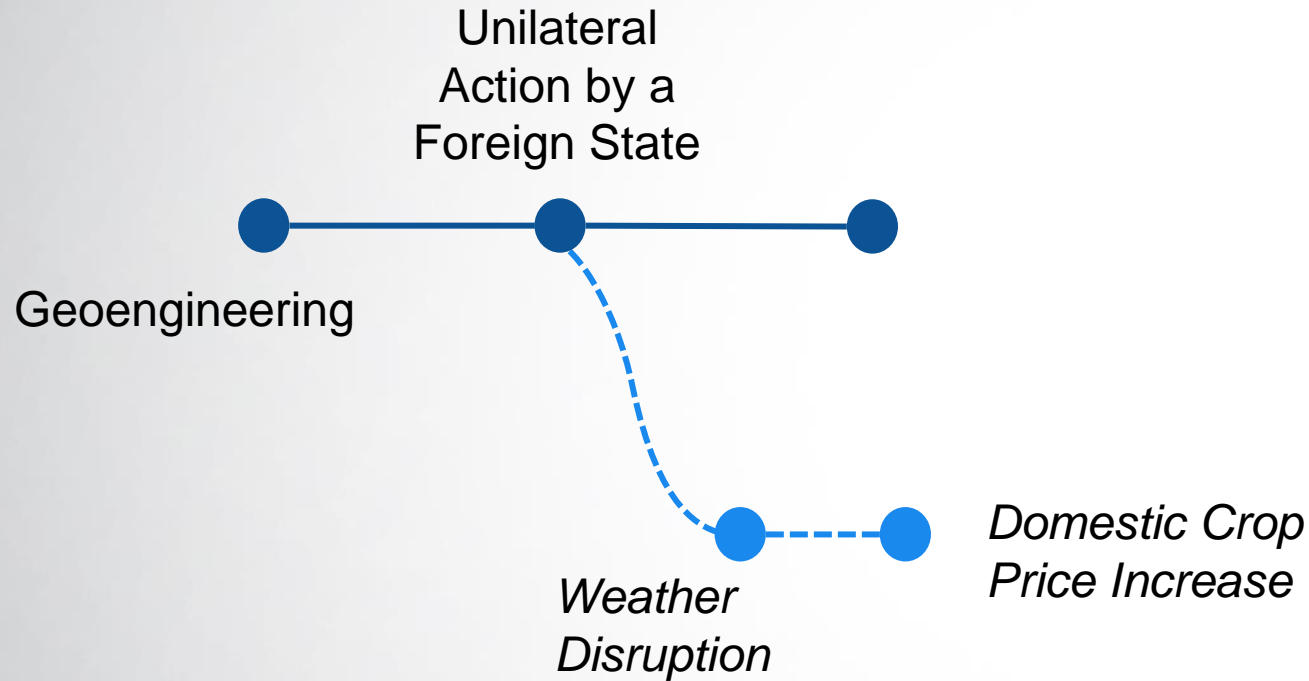 Unilateral
Action by a
Foreign State
Geoengineering
Domestic Crop
Price Increase
Weather
Disruption